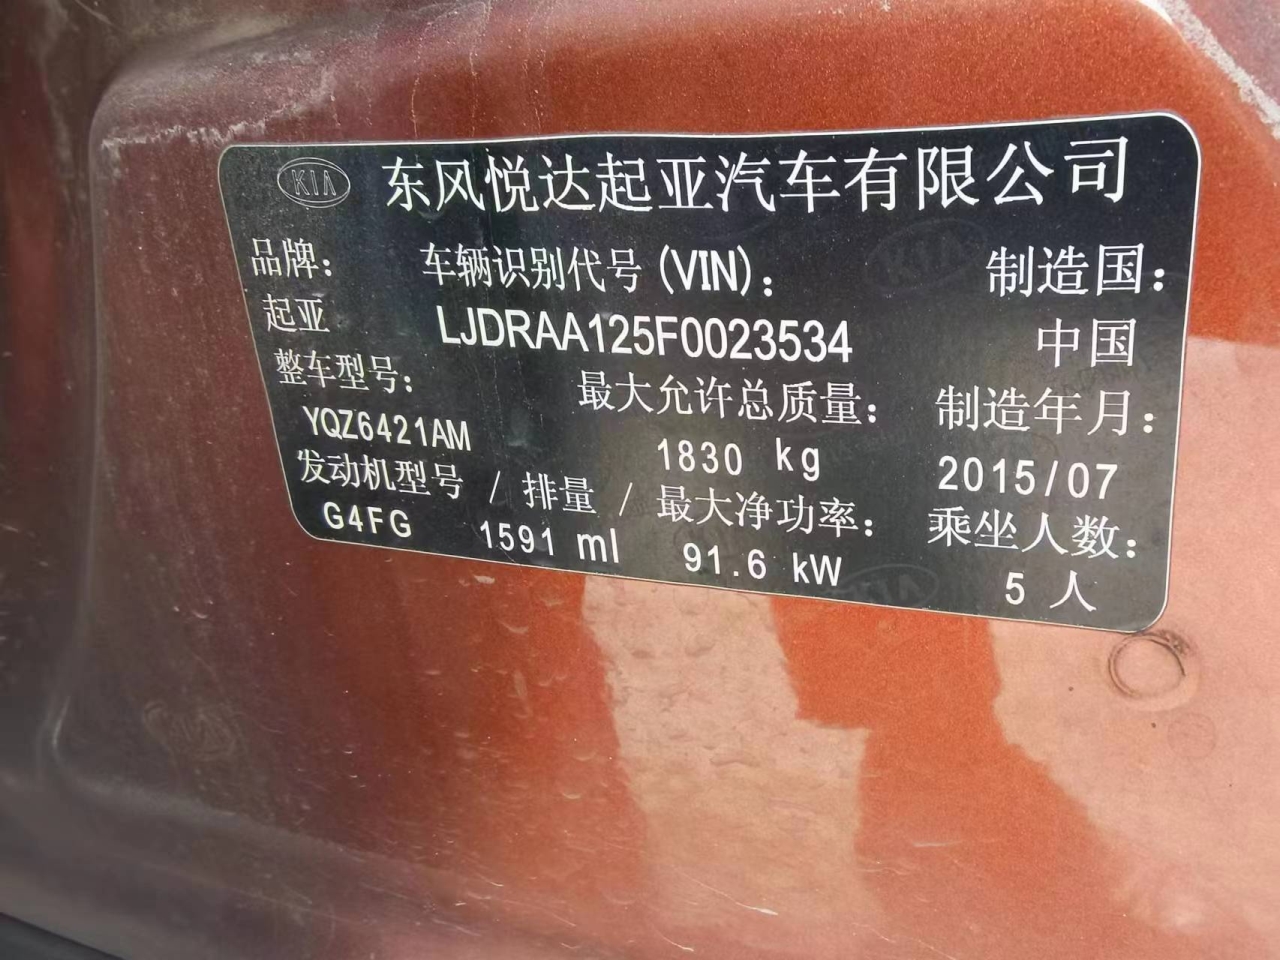 KIA 东风悦达起亚汽车有限公司
品牌: 车辆识别代号(VIN): 制造国:
起亚 LJDRAA125F0023534 中国
整车型号: 最大允许总质量: 制造年月:
YQZ6421AM 1830 kg 2015/07
发动机型号 / 排量 / 最大净功率: 乘坐人数:
G4FG 1591 ml 91.6 kW 5 人